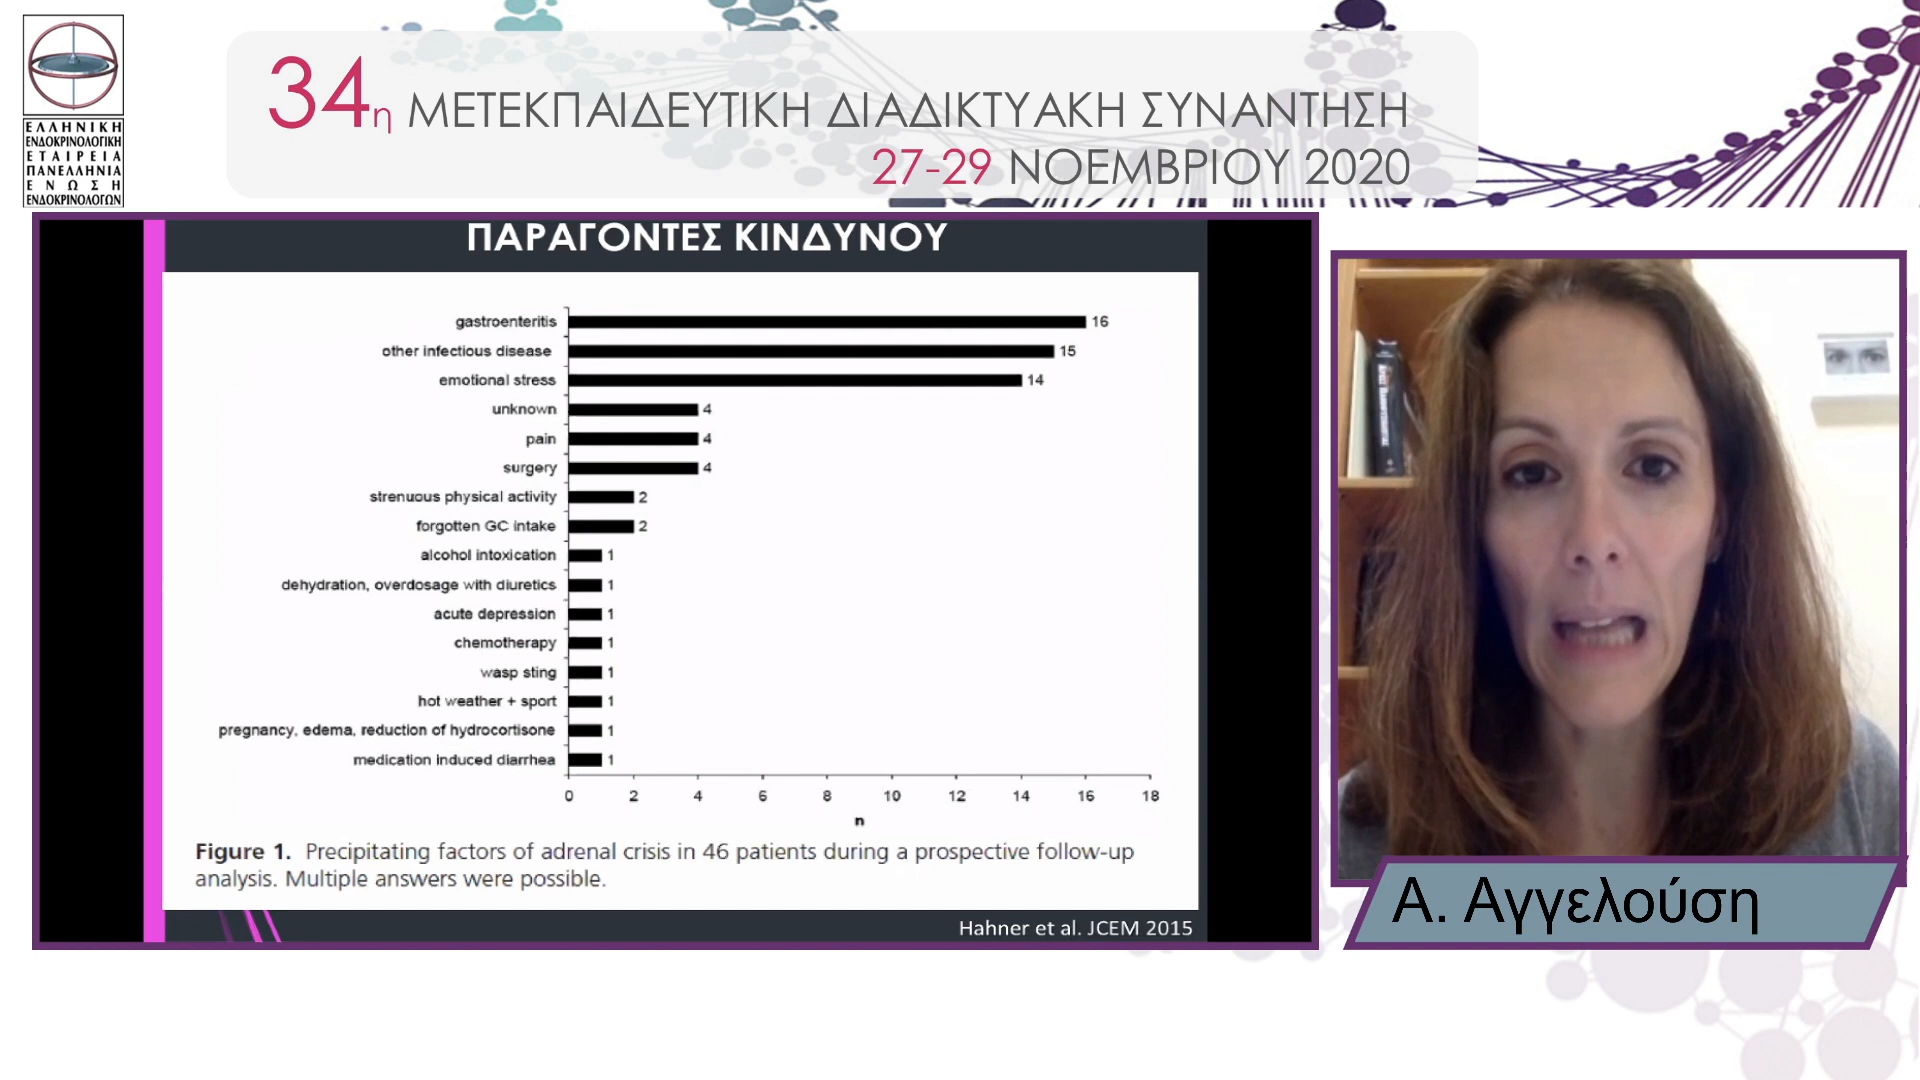 ΕΛΛΗΝΙΚΗ
ΕΝΔΟΚΡΙΝΟΛΟΓΙΚΗ
ΕΤΑΙΡΕΙΑ
ΠΑΝΕΛΛΗΝΙΑ
ΕΝΩΣΗ
ΕΝΔΟΚΡΙΝΟΛΟΓΩΝ
34η ΜΕΤΕΚΠΑΙΔΕΥΤΙΚΗ ΔΙΑΔΙΚΤΥΑΚΗ ΣΥΝΑΝΤΗΣΗ
27-29 ΝΟΕΜΒΡΙΟΥ 2020
ΠΑΡΑΓΟΝΤΕΣ ΚΙΝΔΥΝΟΥ
gastroenteritis 16
other infectious disease 15
emotional stress 14
unknown 4
pain 4
surgery 4
strenuous physical activity 2
forgotten GC intake 2
alcohol intoxication 1
dehydration, overdosage with diuretics 1
acute depression 1
chemotherapy 1
wasp sting 1
hot weather + sport 1
pregnancy, edema, reduction of hydrocortisone 1
medication induced diarrhea 1
0 2 4 6 8 10 12 14 16 18
n
Figure 1. Precipitating factors of adrenal crisis in 46 patients during a prospective follow-up
analysis. Multiple answers were possible.
Hahner et al. JCEM 2015
Α. Αγγελούση